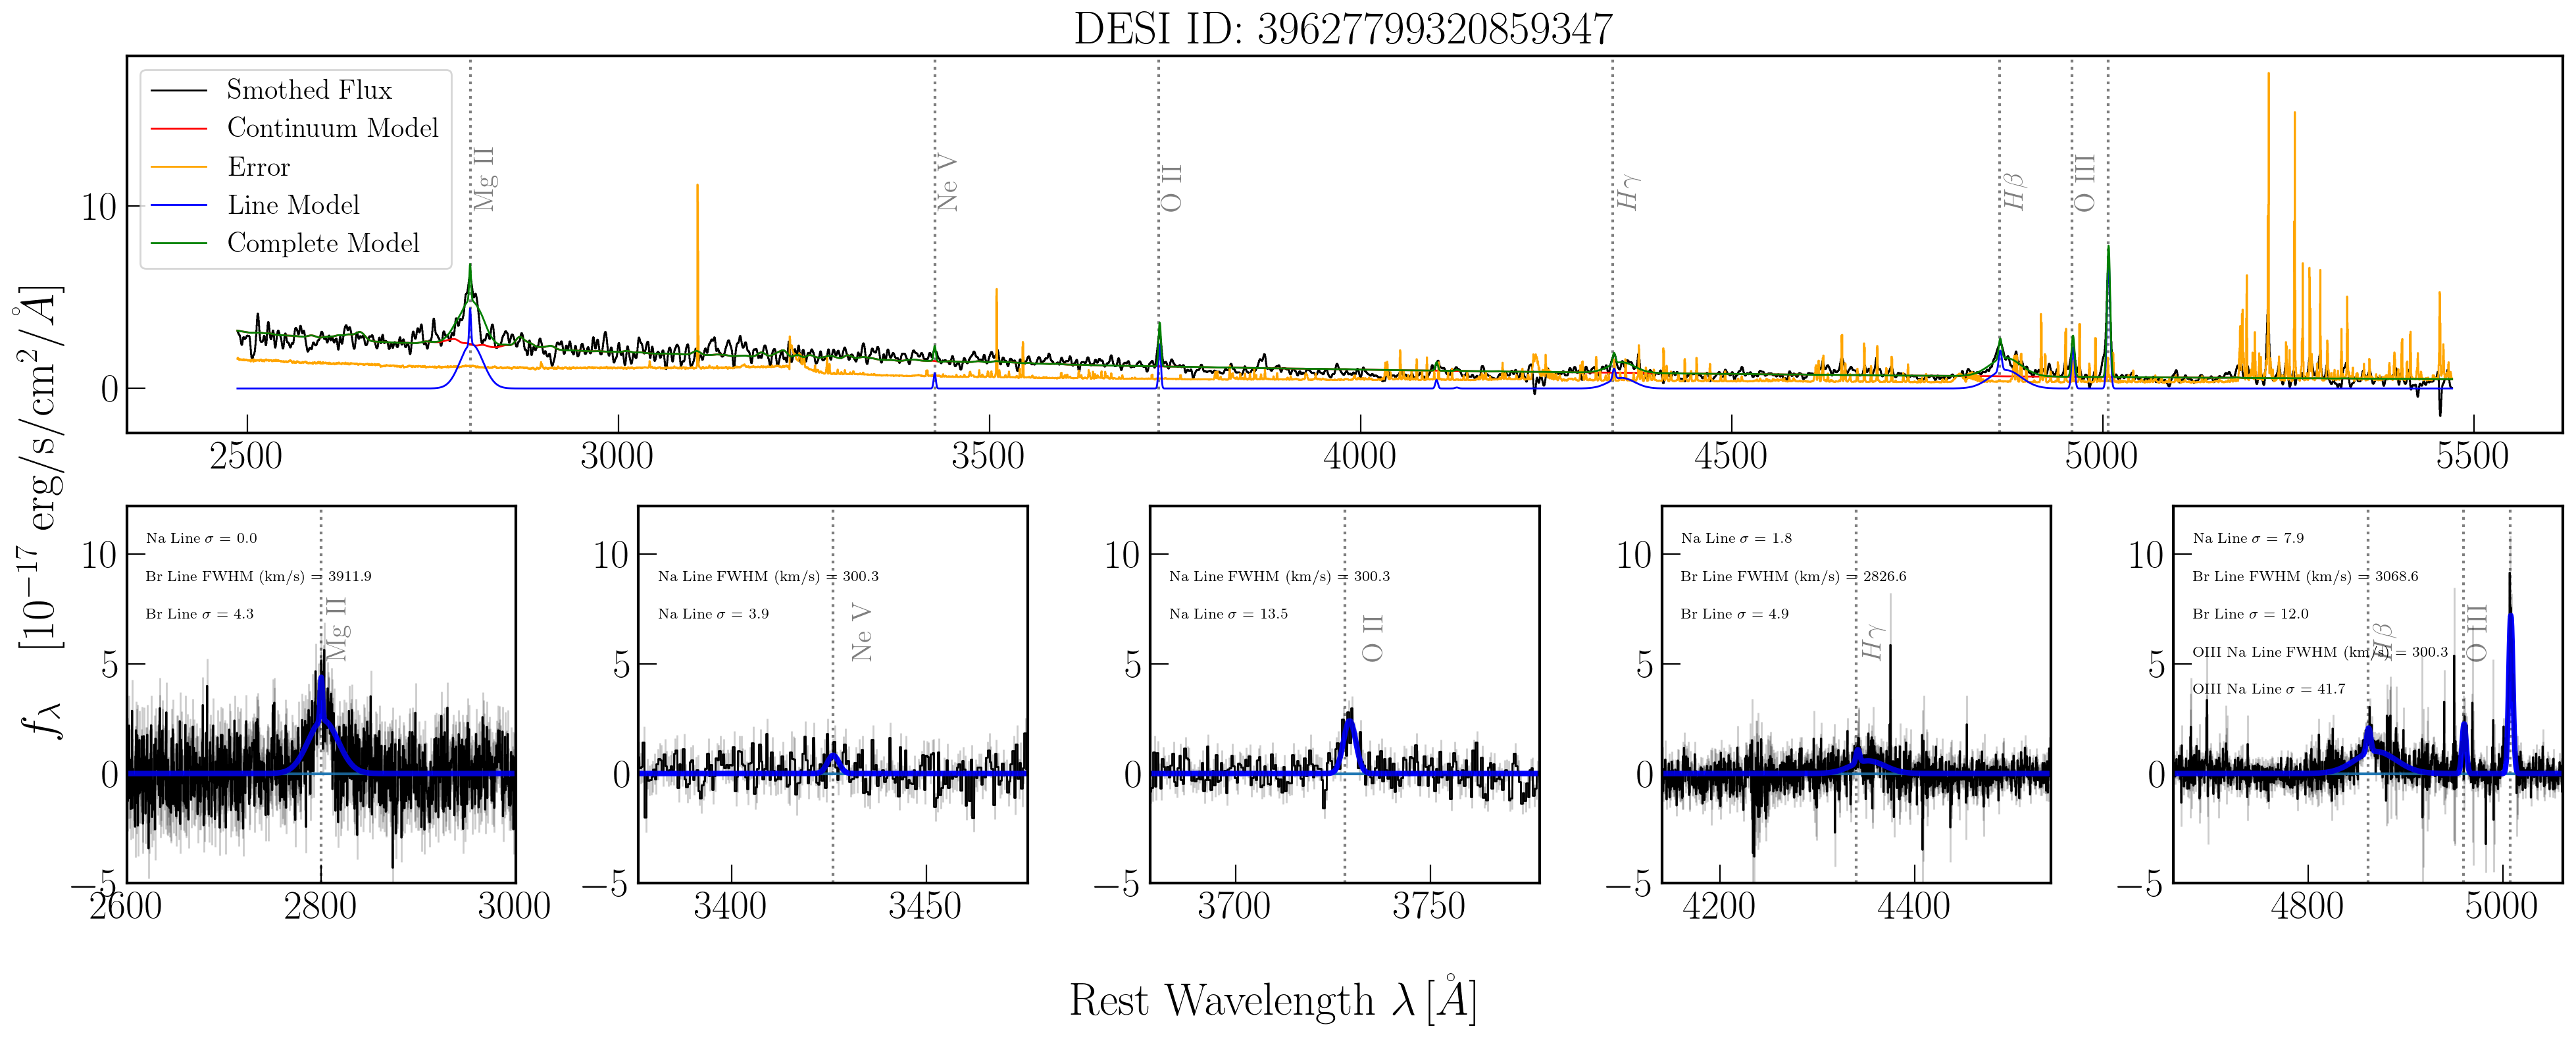 DESI ID: 39627799320859347
Smothed Flux
Continuum Model
Error
Line Model
Complete Model
Mg II
Ne V
O II
Hγ
Hβ
O III
10
0
2500 3000 3500 4000 4500 5000 5500
f_λ [10^{-17} erg/s/cm^2/Å]
Na Line σ = 0.0
Br Line FWHM (km/s) = 3911.9
Br Line σ = 4.3
Mg II
10
5
0
−5
2600 2800 3000
Na Line FWHM (km/s) = 300.3
Na Line σ = 3.9
Ne V
10
5
0
−5
3400 3450
Na Line FWHM (km/s) = 300.3
Na Line σ = 13.5
O II
10
5
0
−5
3700 3750
Na Line σ = 1.8
Br Line FWHM (km/s) = 2826.6
Br Line σ = 4.9
Hγ
10
5
0
−5
4200 4400
Na Line σ = 7.9
Br Line FWHM (km/s) = 3068.6
Br Line σ = 12.0
OIII Na Line FWHM (km/s) = 300.3
OIII Na Line σ = 41.7
Hβ
O III
10
5
0
−5
4800 5000
Rest Wavelength λ [Å]